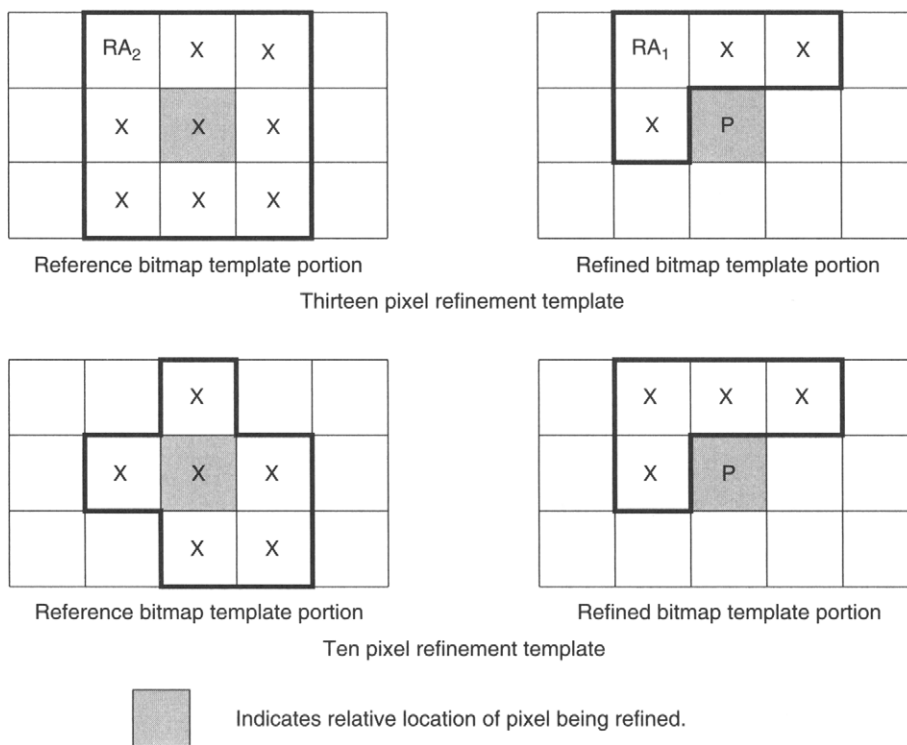 RA2 X X RA1 X X
X X X X P
X X X
Reference bitmap template portion Refined bitmap template portion
Thirteen pixel refinement template
X X X X
X X X X P
X X
Reference bitmap template portion Refined bitmap template portion
Ten pixel refinement template
Indicates relative location of pixel being refined.